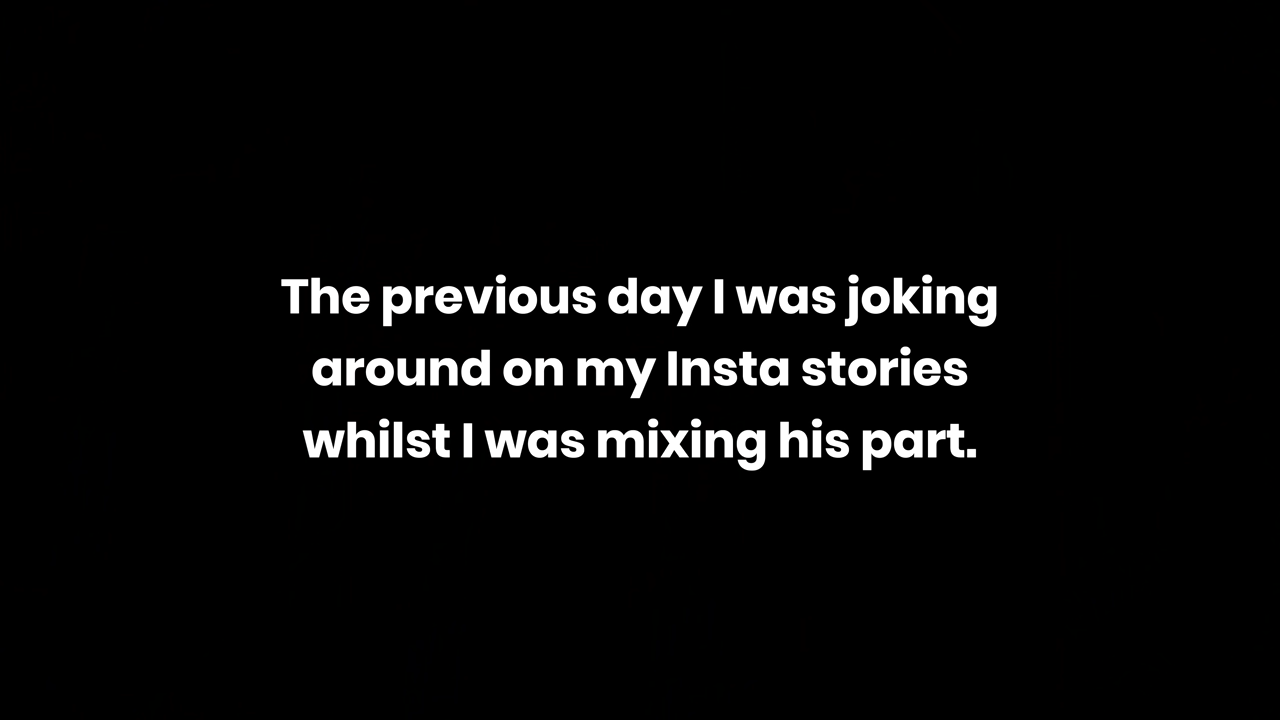 The previous day I was joking
around on my Insta stories
whilst I was mixing his part.